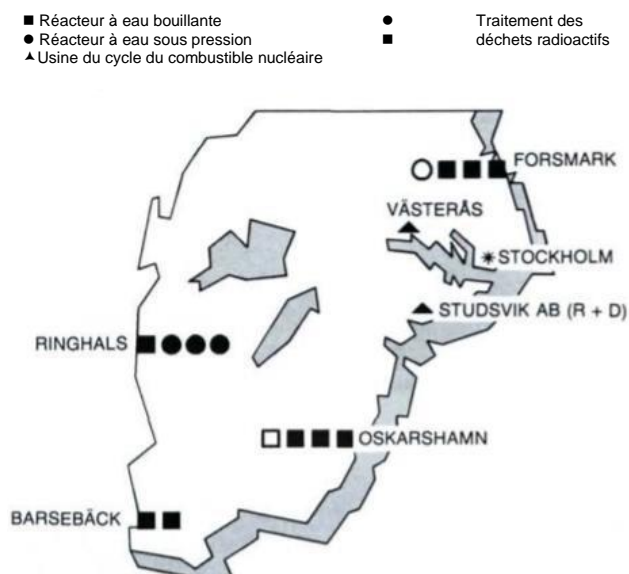 Réacteur à eau bouillante
Réacteur à eau sous pression
Usine du cycle du combustible nucléaire
Traitement des
déchets radioactifs
FORSMARK
VÄSTERÅS
*STOCKHOLM
STUDSVIK AB (R + D)
RINGHALS
OSKARSHAMN
BARSEBÄCK